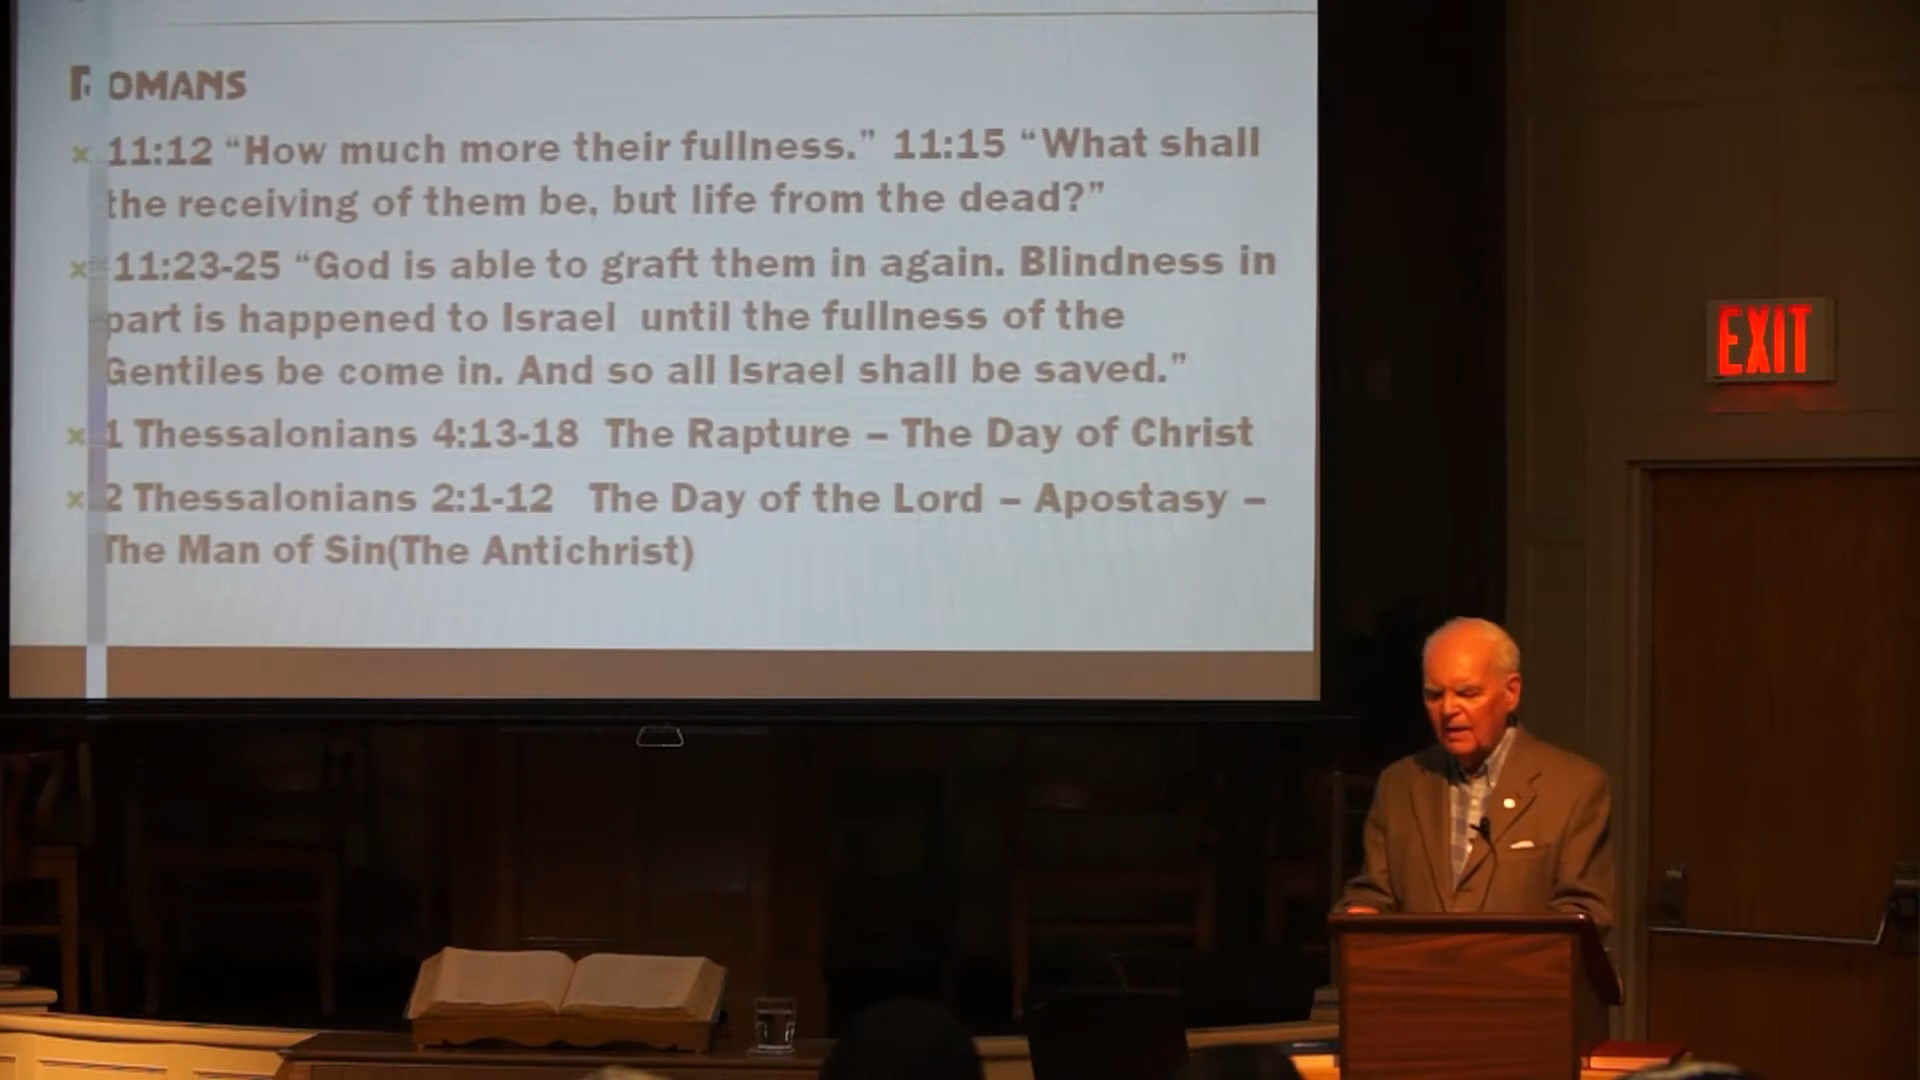 ROMANS
× 11:12 “How much more their fullness.” 11:15 “What shall
the receiving of them be, but life from the dead?”
× 11:23-25 “God is able to graft them in again. Blindness in
part is happened to Israel until the fullness of the
Gentiles be come in. And so all Israel shall be saved.”
× 1 Thessalonians 4:13-18 The Rapture – The Day of Christ
× 2 Thessalonians 2:1-12 The Day of the Lord – Apostasy –
The Man of Sin(The Antichrist)
EXIT